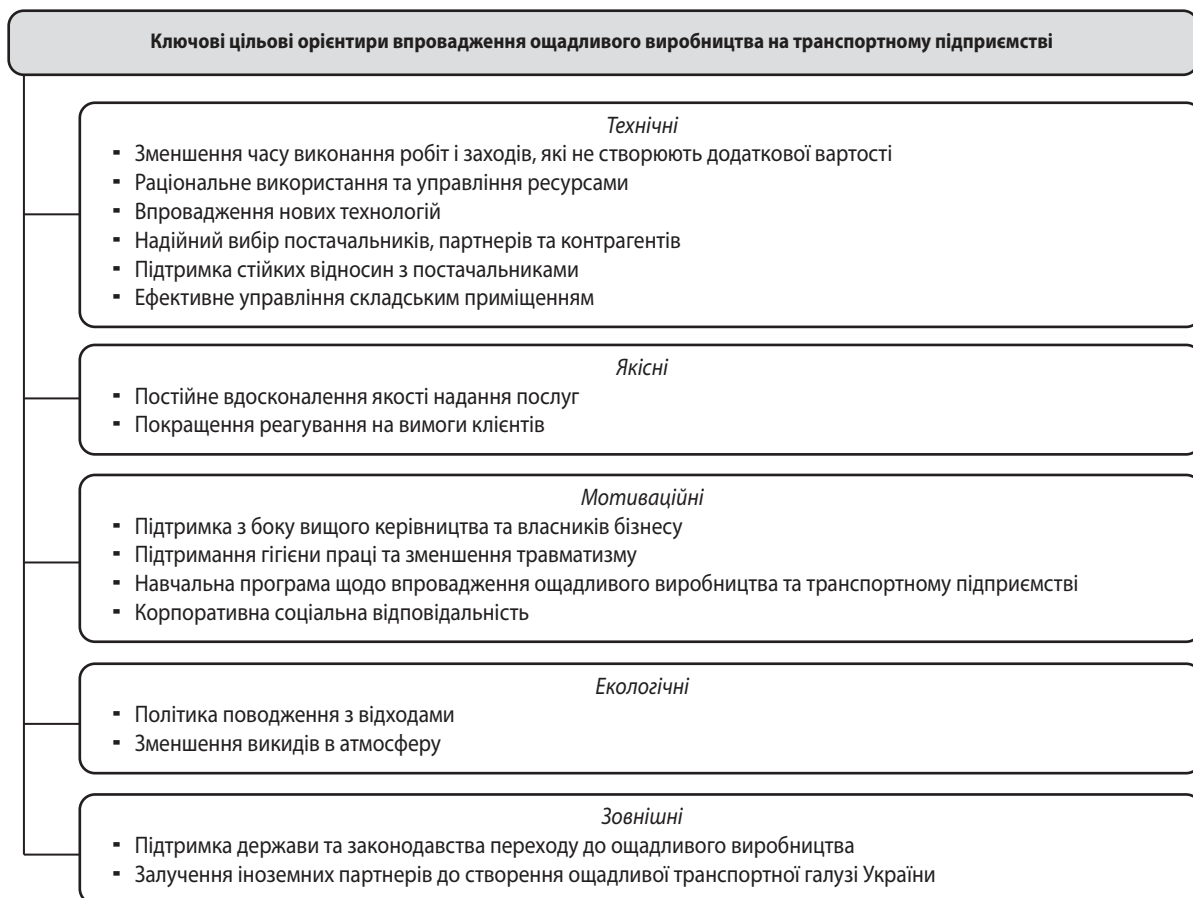 Ключові цільові орієнтири впровадження ощадливого виробництва на транспортному підприємстві
Технічні
▪ Зменшення часу виконання робіт і заходів, які не створюють додаткової вартості
▪ Раціональне використання та управління ресурсами
▪ Впровадження нових технологій
▪ Надійний вибір постачальників, партнерів та контрагентів
▪ Підтримка стійких відносин з постачальниками
▪ Ефективне управління складським приміщенням
Якісні
▪ Постійне вдосконалення якості надання послуг
▪ Покращення реагування на вимоги клієнтів
Мотиваційні
▪ Підтримка з боку вищого керівництва та власників бізнесу
▪ Підтримання гігієни праці та зменшення травматизму
▪ Навчальна програма щодо впровадження ощадливого виробництва та транспортному підприємстві
▪ Корпоративна соціальна відповідальність
Екологічні
▪ Політика поводження з відходами
▪ Зменшення викидів в атмосферу
Зовнішні
▪ Підтримка держави та законодавства переходу до ощадливого виробництва
▪ Залучення іноземних партнерів до створення ощадливої транспортної галузі України